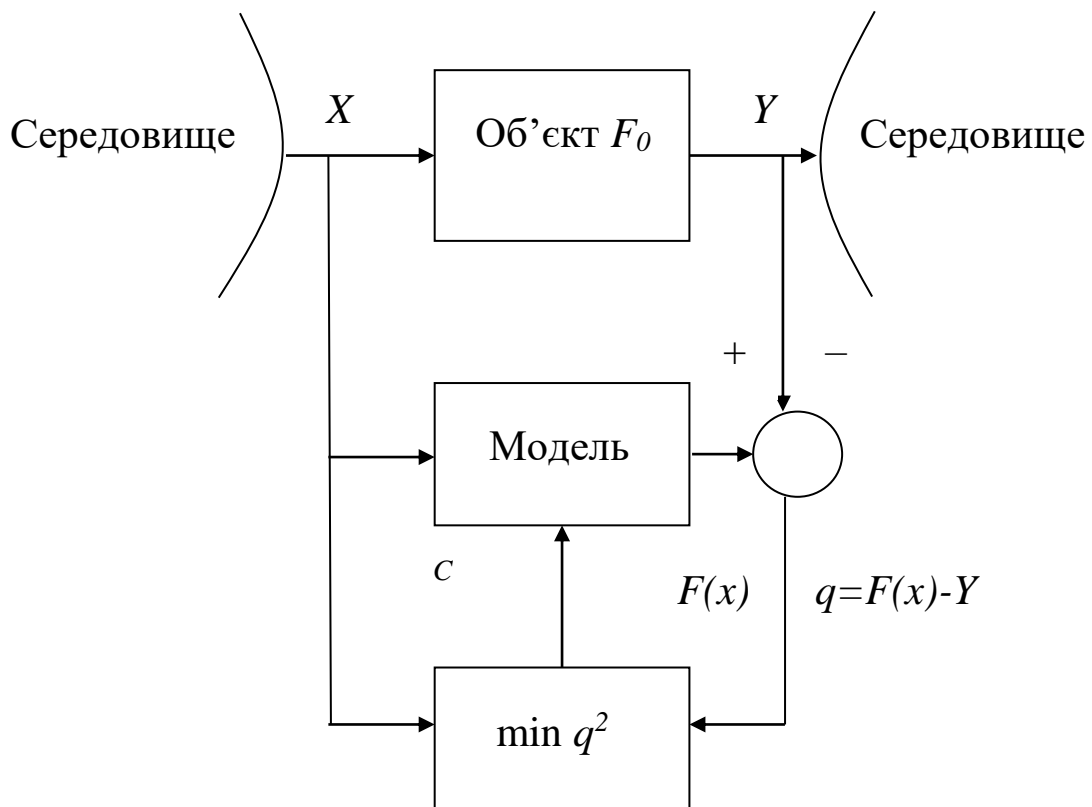 X
Об’єкт F₀
Y
Середовище
Середовище
+
–
Модель
C
F(x)
q=F(x)-Y
min q²